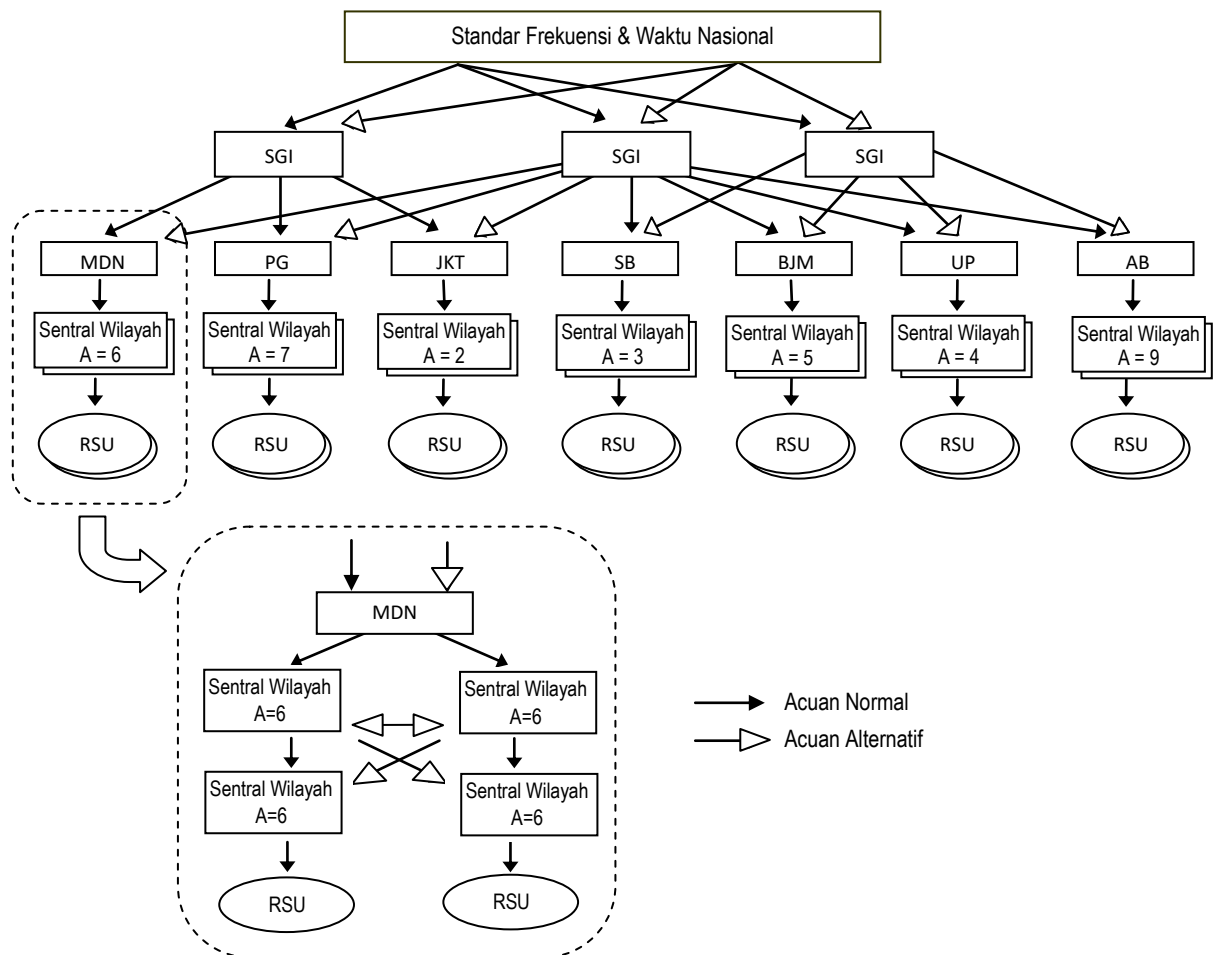 Standar Frekuensi & Waktu Nasional
SGI
SGI
SGI
MDN
PG
JKT
SB
BJM
UP
AB
Sentral Wilayah
A = 6
Sentral Wilayah
A = 7
Sentral Wilayah
A = 2
Sentral Wilayah
A = 3
Sentral Wilayah
A = 5
Sentral Wilayah
A = 4
Sentral Wilayah
A = 9
RSU
RSU
RSU
RSU
RSU
RSU
RSU
MDN
Sentral Wilayah
A=6
Sentral Wilayah
A=6
Sentral Wilayah
A=6
Sentral Wilayah
A=6
RSU
RSU
Acuan Normal
Acuan Alternatif